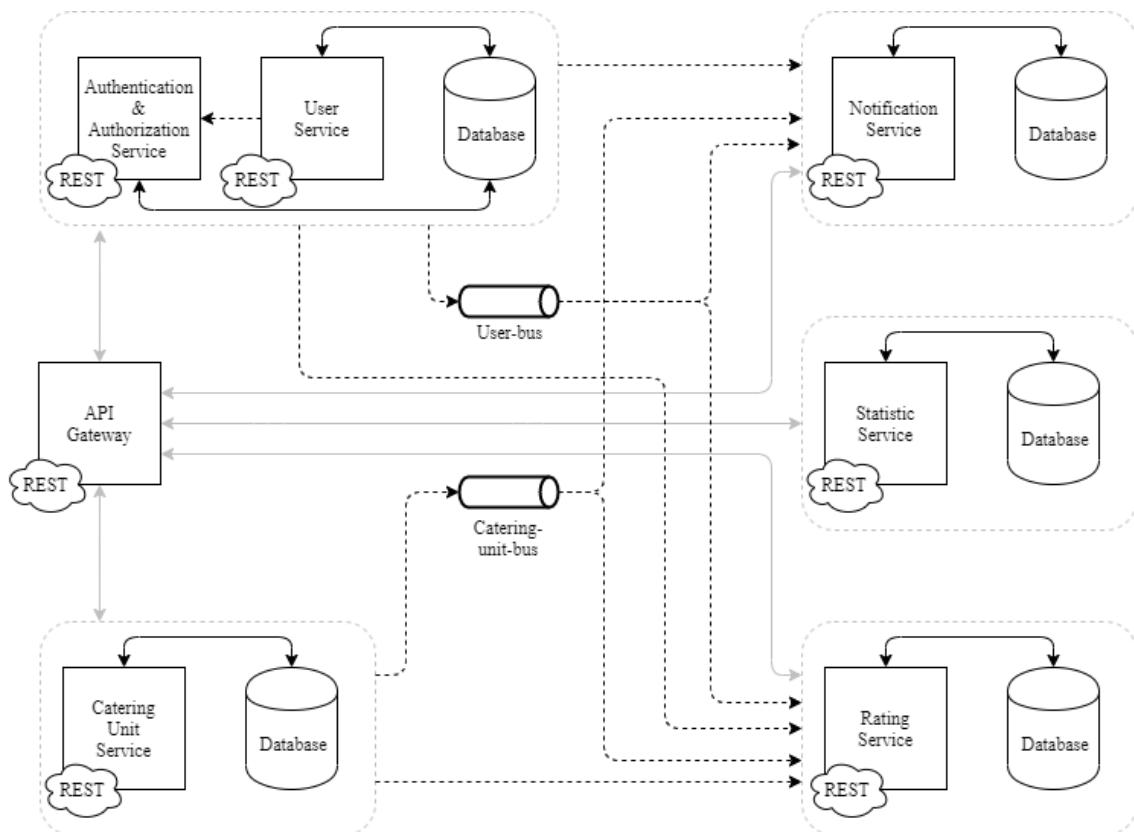 Authentication
&
Authorization
Service
REST
User
Service
REST
Database
Notification
Service
REST
Database
User-bus
API
Gateway
REST
Statistic
Service
REST
Database
Catering-
unit-bus
Catering
Unit
Service
REST
Database
Rating
Service
REST
Database